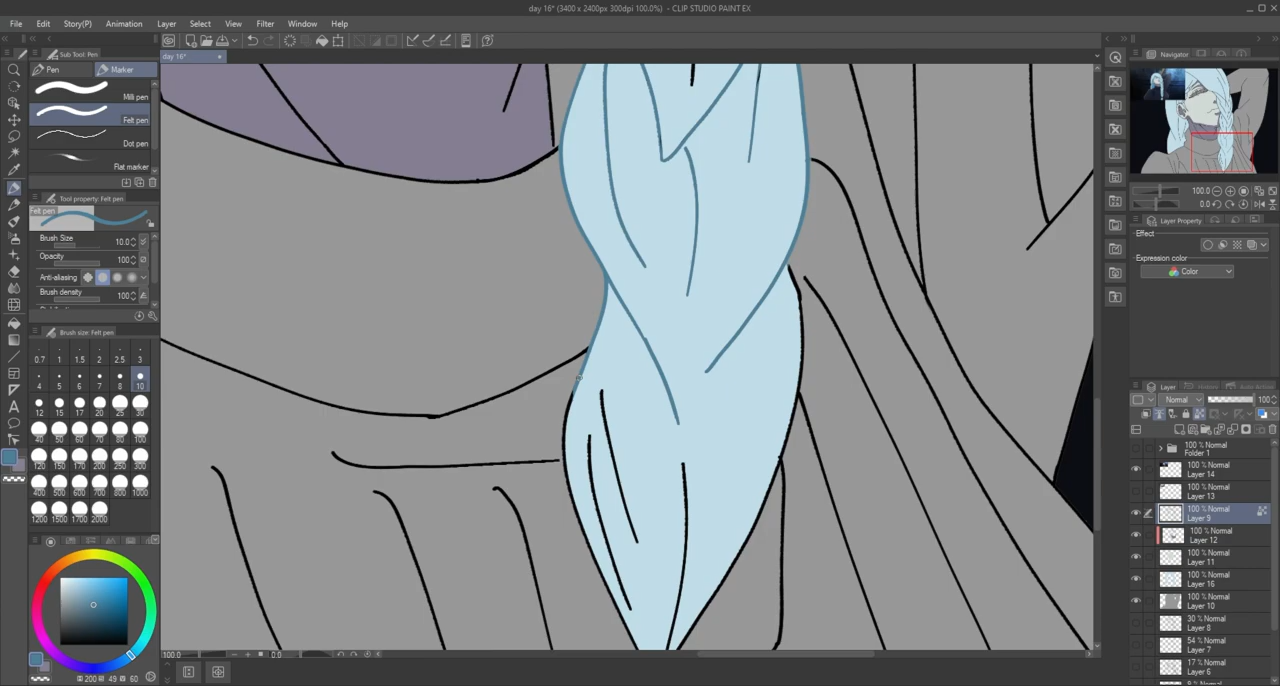 day 16* (3400 x 2400px 300dpi 100.0%) - CLIP STUDIO PAINT EX
File Edit Story(P) Animation Layer Select View Filter Window Help
Sub Tool: Pen
day 16*
Pen Marker
Milli pen
Felt pen
Dot pen
Flat marker
Tool property: Felt pen
Felt pen
Brush Size 10.0
Opacity 100
Anti-aliasing
Brush density 100
Brush size: Felt pen
0.7 1 1.5 2 2.5 3
4 5 6 7 8 10
12 15 17 20 25 30
40 50 60 70 80 100
120 150 170 200 250 300
400 500 600 700 800 1000
1200 1500 1700 2000
200 49 60
100.0 0.0
Navigator
100.0
0.0
Layer Property
Effect
Expression color
Color
Layer History Auto Action
Normal 100
100 % Normal
Folder 1
100 % Normal
Layer 14
100 % Normal
Layer 13
100 % Normal
Layer 9
100 % Normal
Layer 12
100 % Normal
Layer 11
100 % Normal
Layer 16
100 % Normal
Layer 10
30 % Normal
Layer 8
54 % Normal
Layer 7
17 % Normal
Layer 6